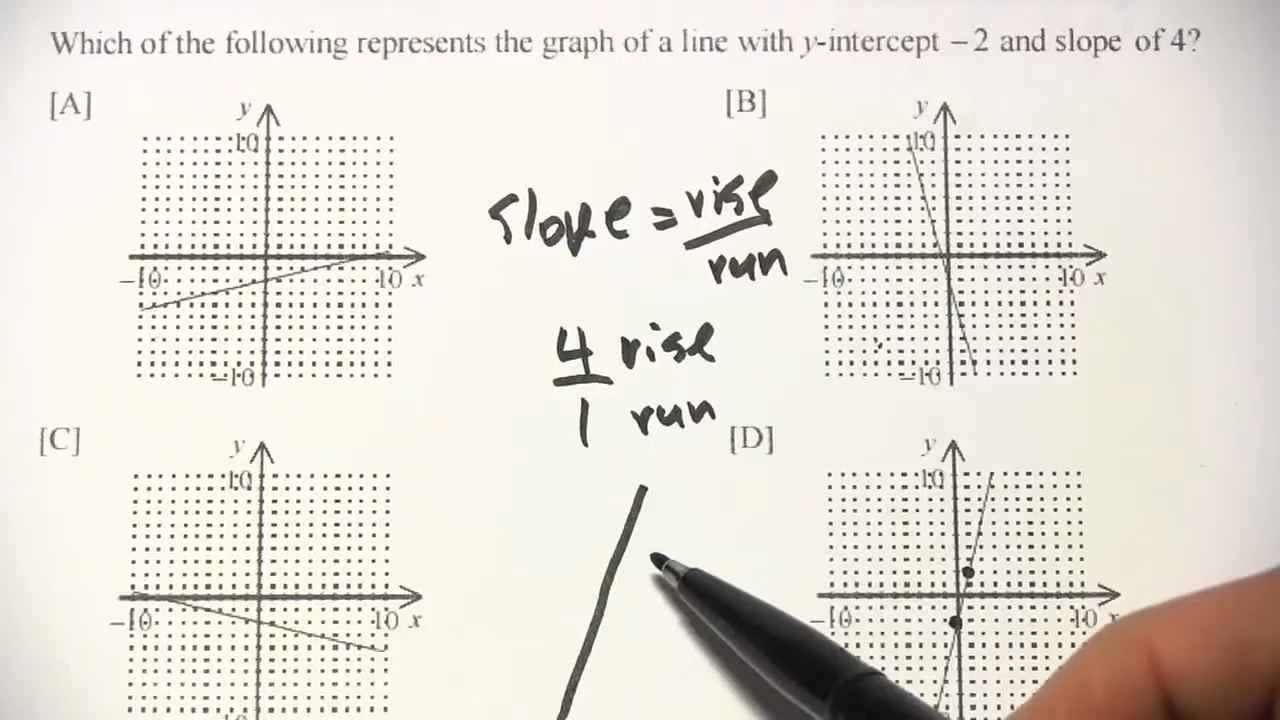 Which of the following represents the graph of a line with y-intercept −2 and slope of 4?
[A]
y
10
−10
10 x
−10
[B]
y
10
−10
10 x
−10
slope = rise
run
4 rise
1 run
[C]
y
10
−10
10 x
[D]
y
10
−10
10 x